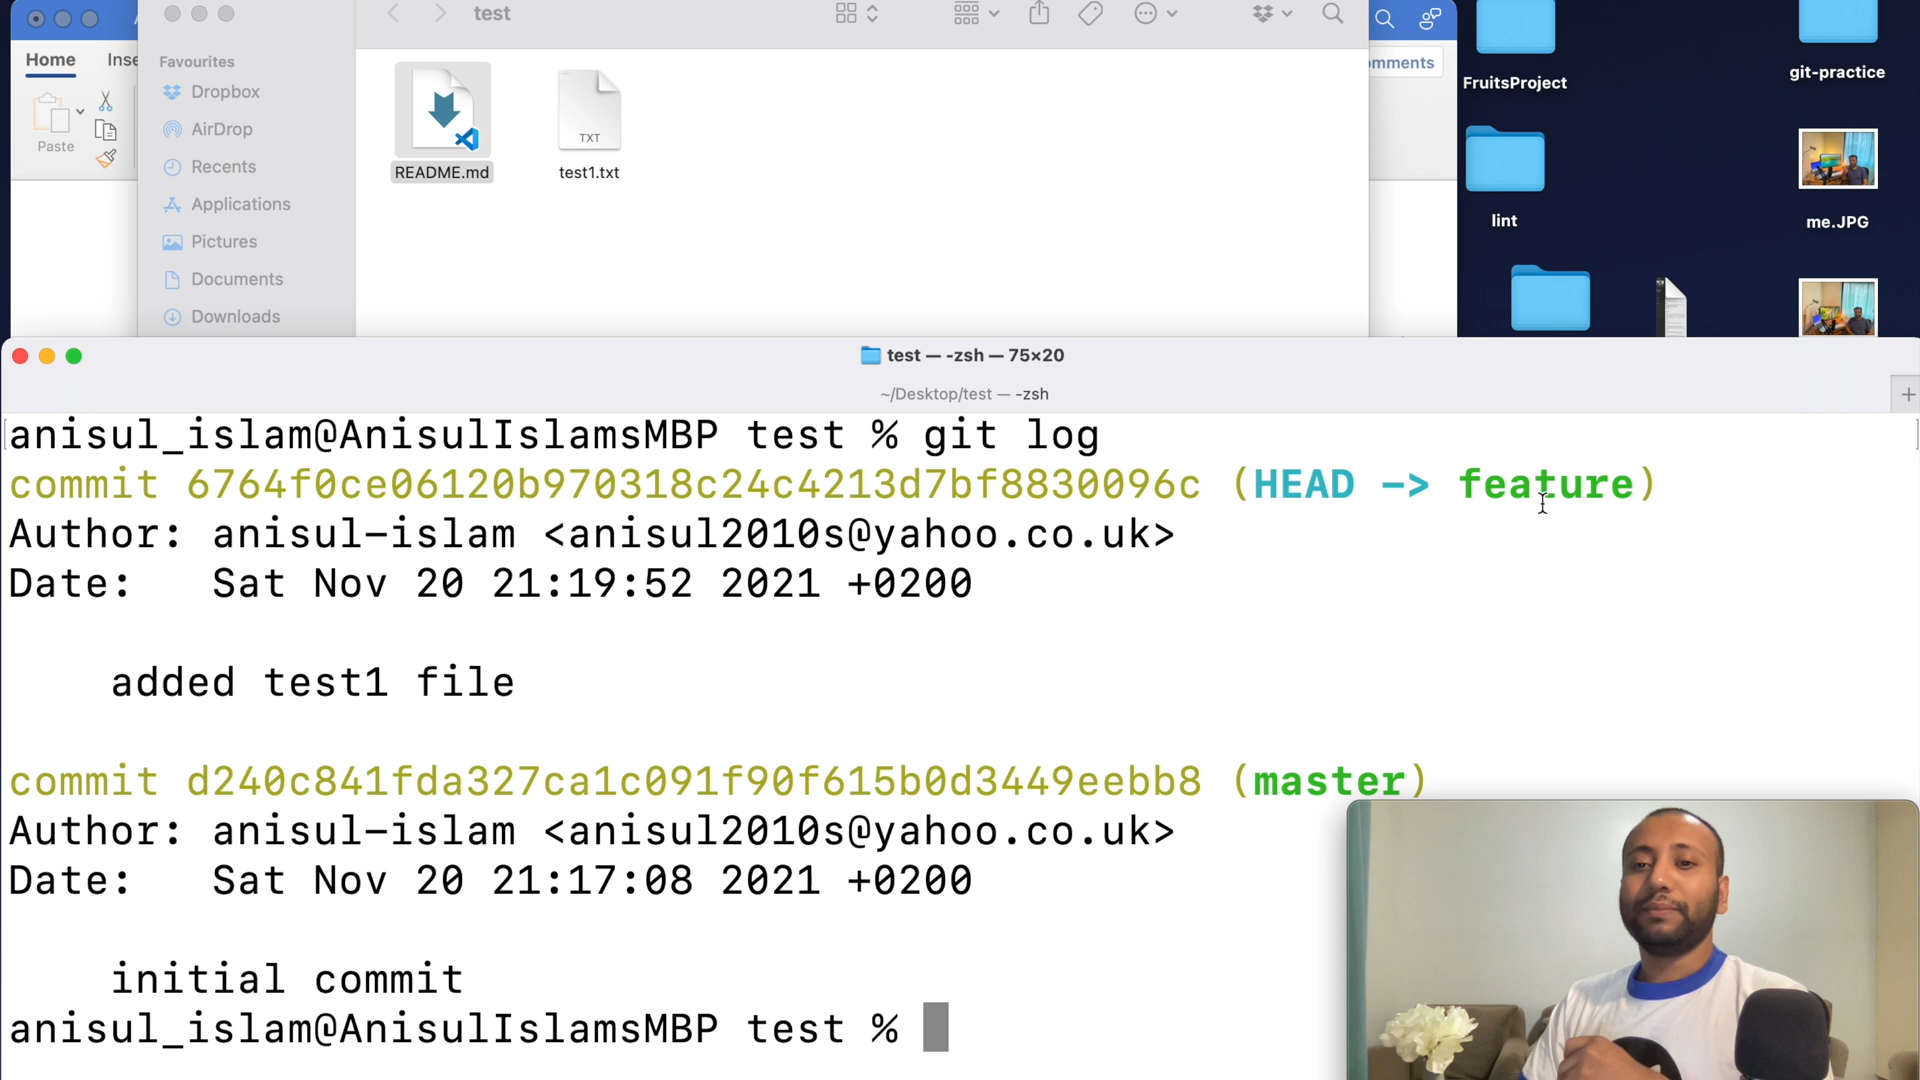 test
Home
Paste
Favourites
Dropbox
AirDrop
Recents
Applications
Pictures
Documents
Downloads
README.md
TXT
test1.txt
FruitsProject
git-practice
lint
me.JPG
test — -zsh — 75×20
~/Desktop/test — -zsh
anisul_islam@AnisulIslamsMBP test % git log
commit 6764f0ce06120b970318c24c4213d7bf8830096c (HEAD -> feature)
Author: anisul-islam <anisul2010s@yahoo.co.uk>
Date:   Sat Nov 20 21:19:52 2021 +0200
added test1 file
commit d240c841fda327ca1c091f90f615b0d3449eebb8 (master)
Author: anisul-islam <anisul2010s@yahoo.co.uk>
Date:   Sat Nov 20 21:17:08 2021 +0200
initial commit
anisul_islam@AnisulIslamsMBP test %